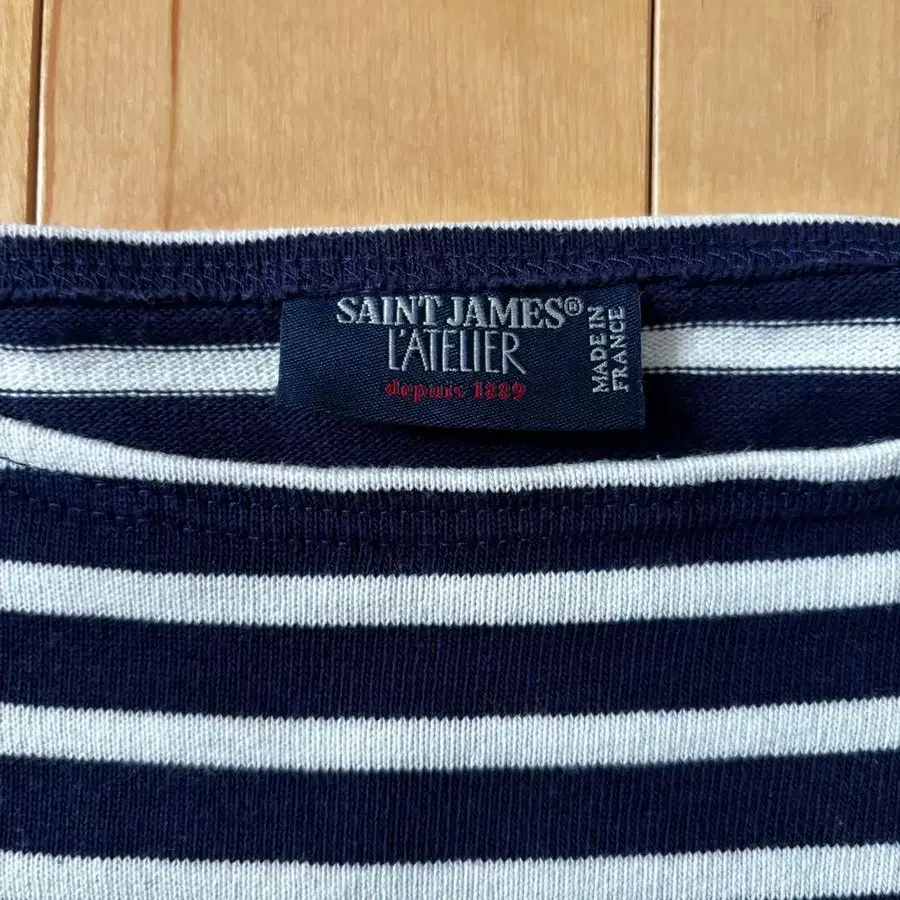 SAINT JAMES®
L'ATELIER
depuis 1889
MADE IN
FRANCE